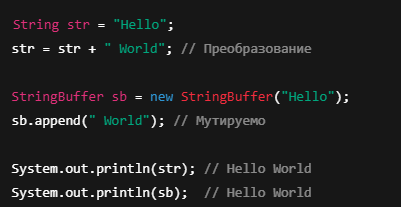 String str = "Hello";
str = str + " World"; // Преобразование
StringBuffer sb = new StringBuffer("Hello");
sb.append(" World"); // Мутируемо
System.out.println(str); // Hello World
System.out.println(sb);  // Hello World